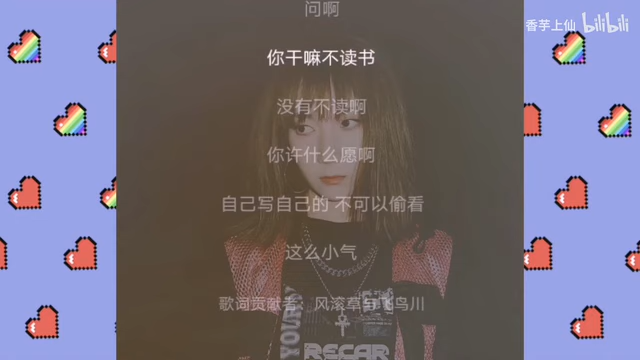 问啊
香芋上仙 bilibili
你干嘛不读书
没有不读啊
你许什么愿啊
自己写自己的 不可以偷看
这么小气
歌词贡献者：风滚草与飞鸟川
RECAR